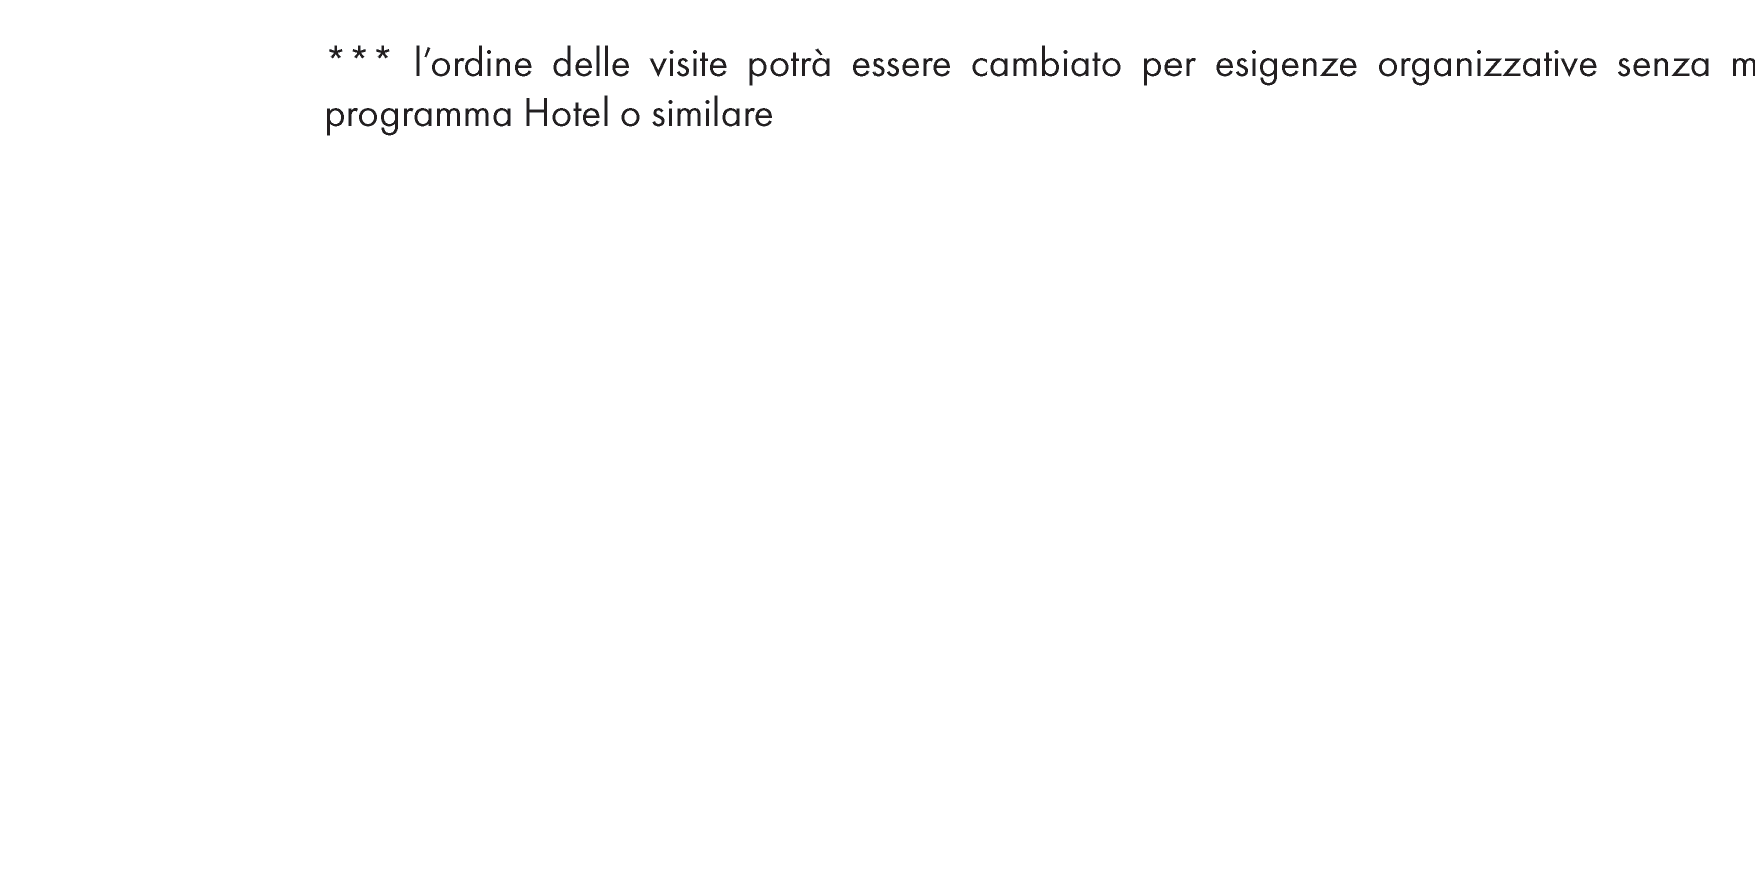 *** l’ordine delle visite potrà essere cambiato per esigenze organizzative senza
programma Hotel o similare